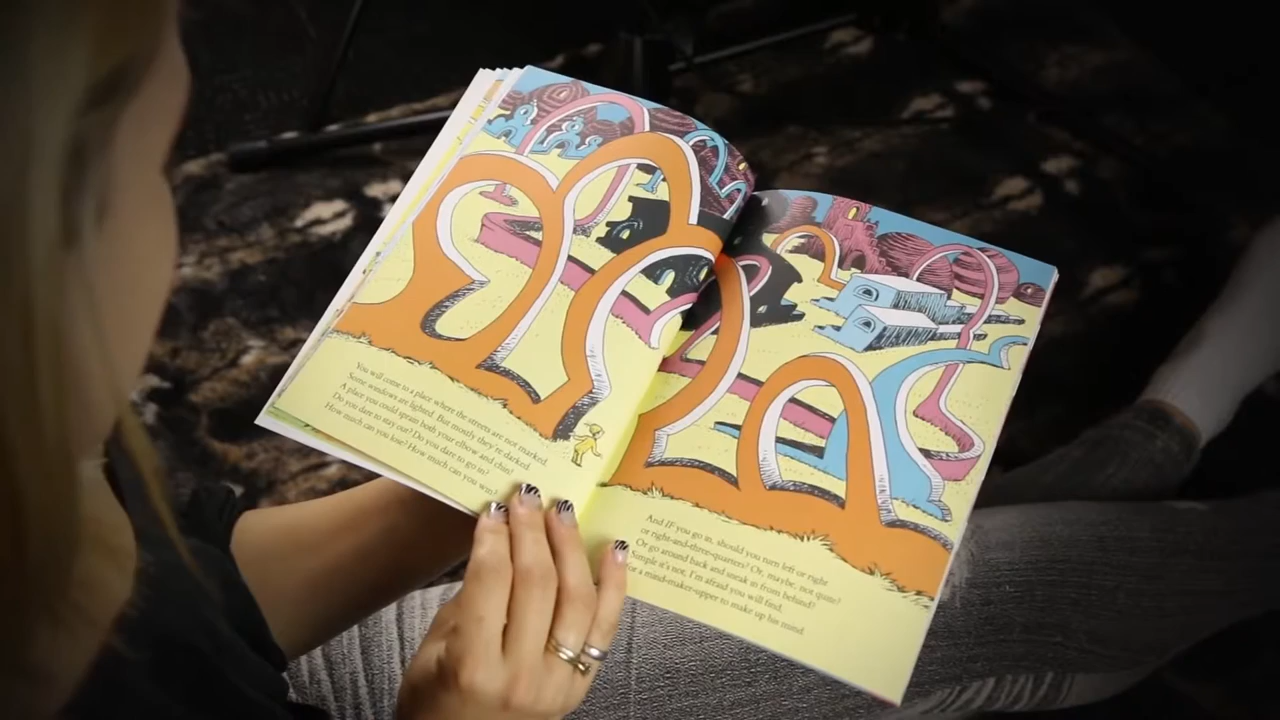 You will come to a place where the streets are not marked.
Some windows are lighted. But mostly they're darked.
A place you could sprain both your elbow and chin!
Do you dare to stay out? Do you dare to go in?
How much can you lose? How much can you win?
And IF you go in, should you turn left or right
or right-and-three-quarters? Or, maybe, not quite?
Or go around back and sneak in from behind?
Simple it's not, I'm afraid you will find,
for a mind-maker-upper to make up his mind.